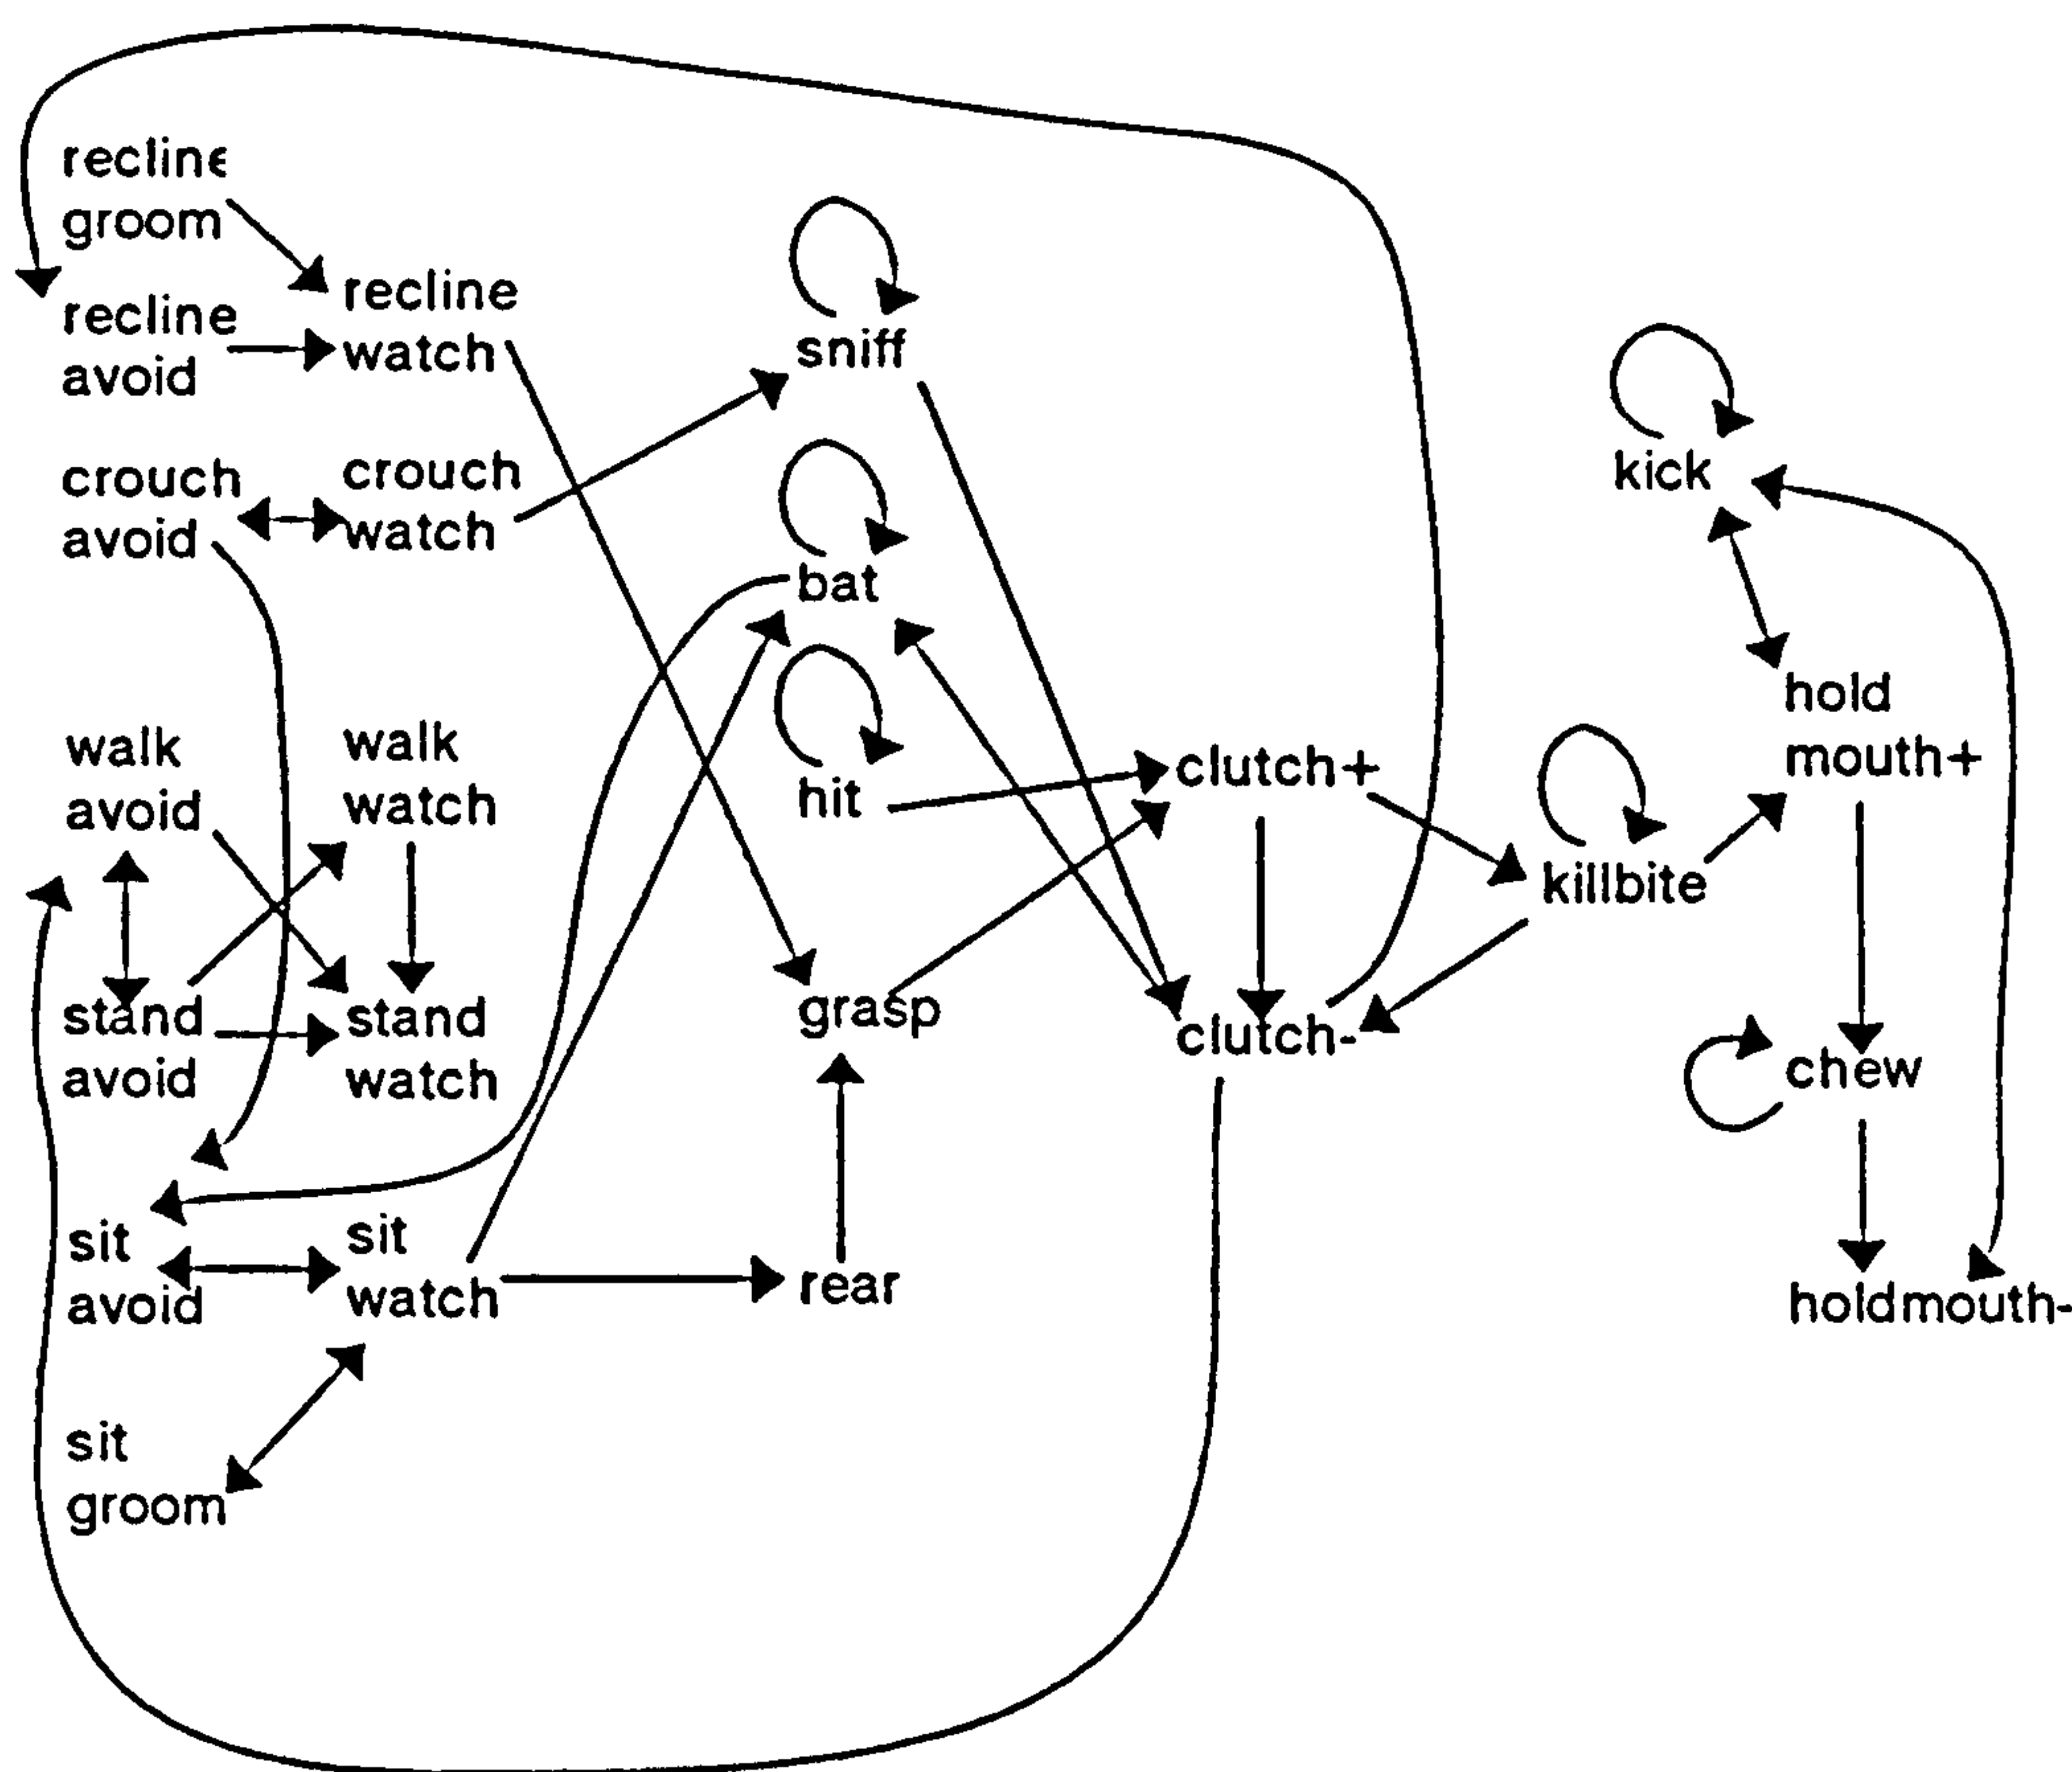 recline
groom
recline
avoid
recline
watch
sniff
crouch
avoid
crouch
watch
kick
bat
hold
mouth+
walk
avoid
walk
watch
hit
clutch+
killbite
stand
avoid
stand
watch
grasp
clutch-
chew
sit
avoid
sit
watch
rear
holdmouth-
sit
groom